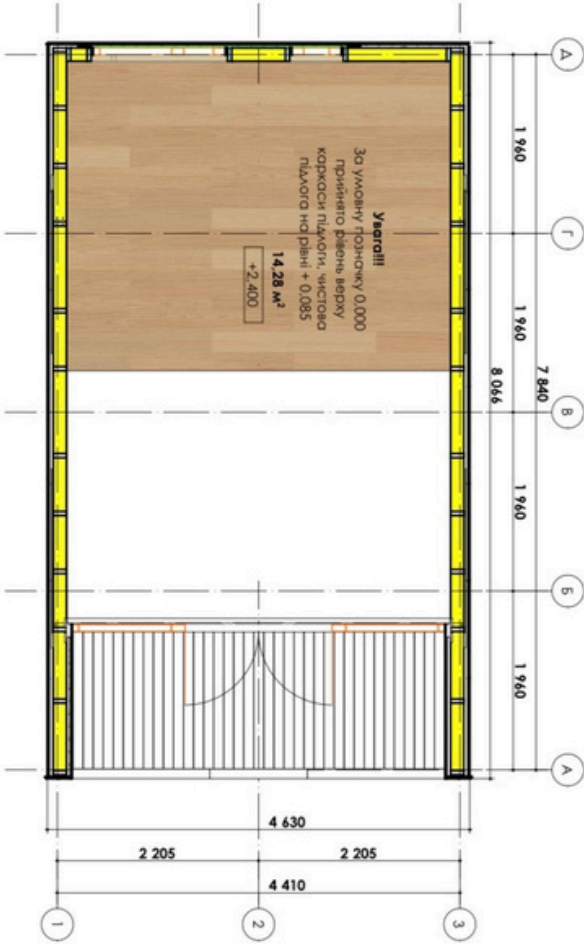 Увага!!!
За умовну позначку 0,000
прийнято рівень верху
каркаси підлоги, чистова
підлога на рівні + 0,085
14,28 м²
+2,400
Д
1 960
Г
1 960
7 840
8 066
В
1 960
Б
1 960
А
4 630
2 205
2 205
4 410
1
2
3